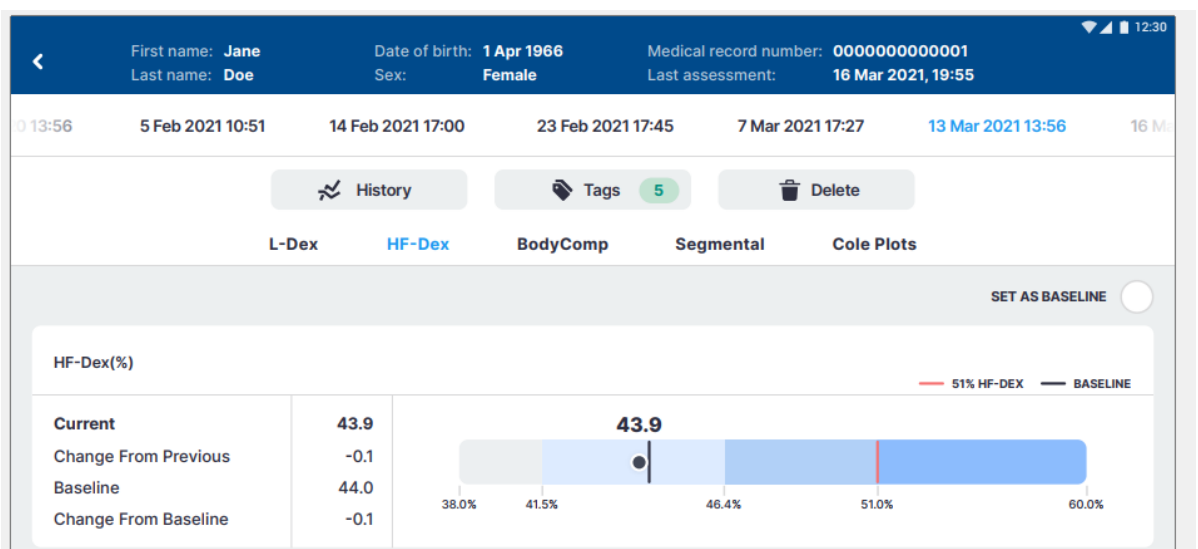 12:30
First name: Jane Date of birth: 1 Apr 1966 Medical record number: 0000000000001
Last name: Doe Sex: Female Last assessment: 16 Mar 2021, 19:55
0 13:56 5 Feb 2021 10:51 14 Feb 2021 17:00 23 Feb 2021 17:45 7 Mar 2021 17:27 13 Mar 2021 13:56 16 Ma
History Tags 5 Delete
L-Dex HF-Dex BodyComp Segmental Cole Plots
SET AS BASELINE
HF-Dex(%)
51% HF-DEX BASELINE
Current 43.9
Change From Previous -0.1
Baseline 44.0
Change From Baseline -0.1
43.9
38.0% 41.5% 46.4% 51.0% 60.0%